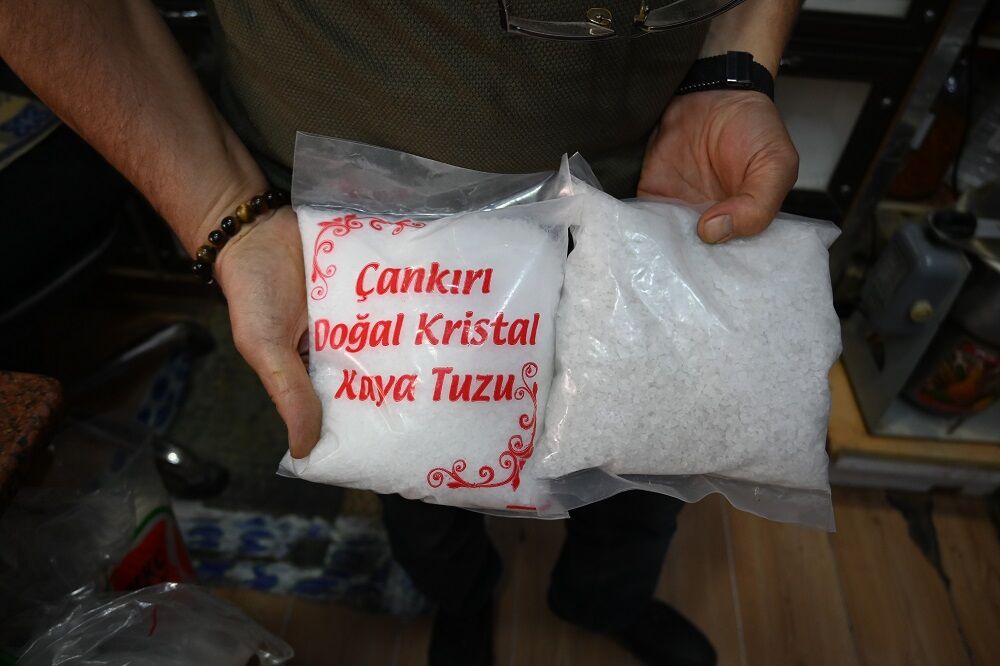 Çankırı
Doğal Kristal
Kaya Tuzu